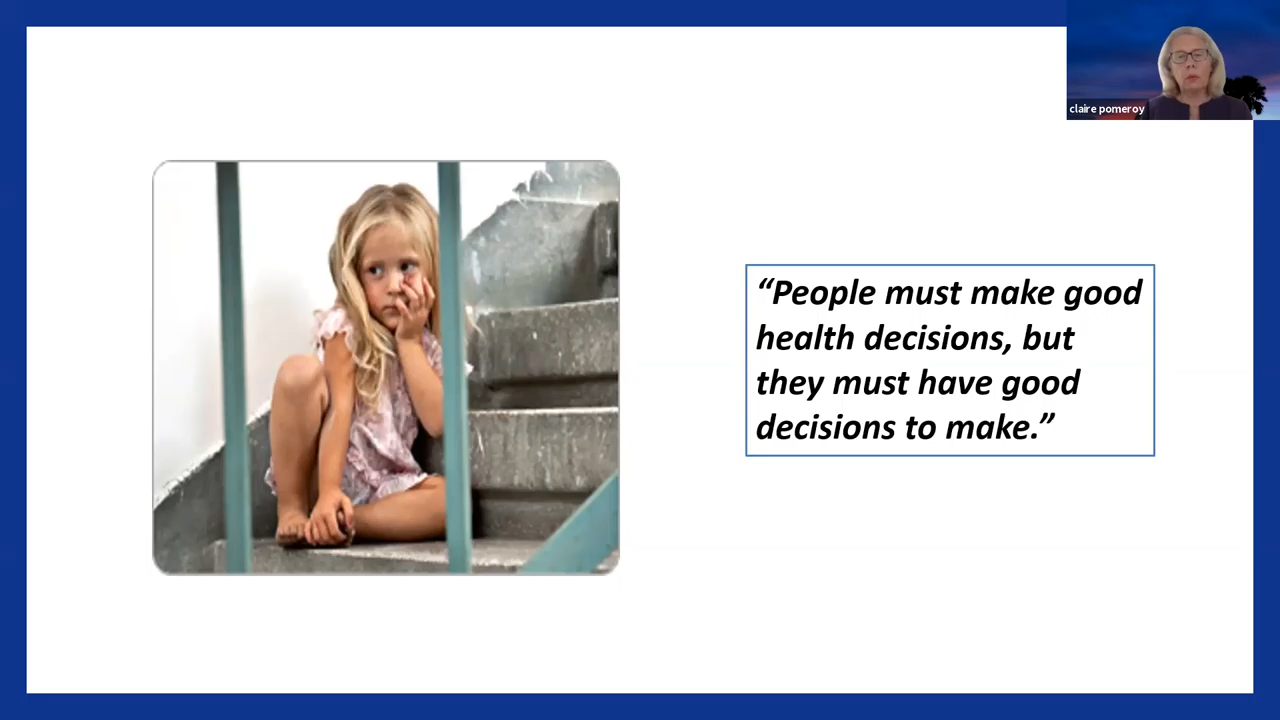 claire pomeroy
“People must make good
health decisions, but
they must have good
decisions to make.”